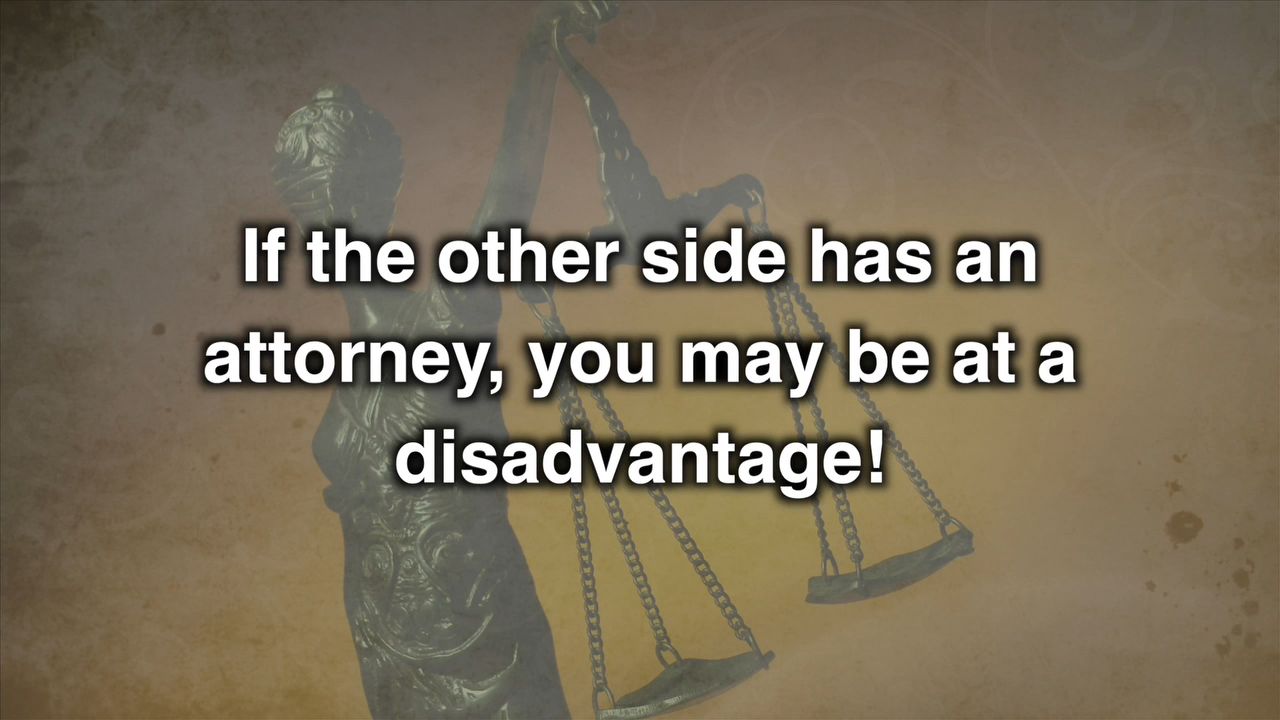 If the other side has an
attorney, you may be at a
disadvantage!